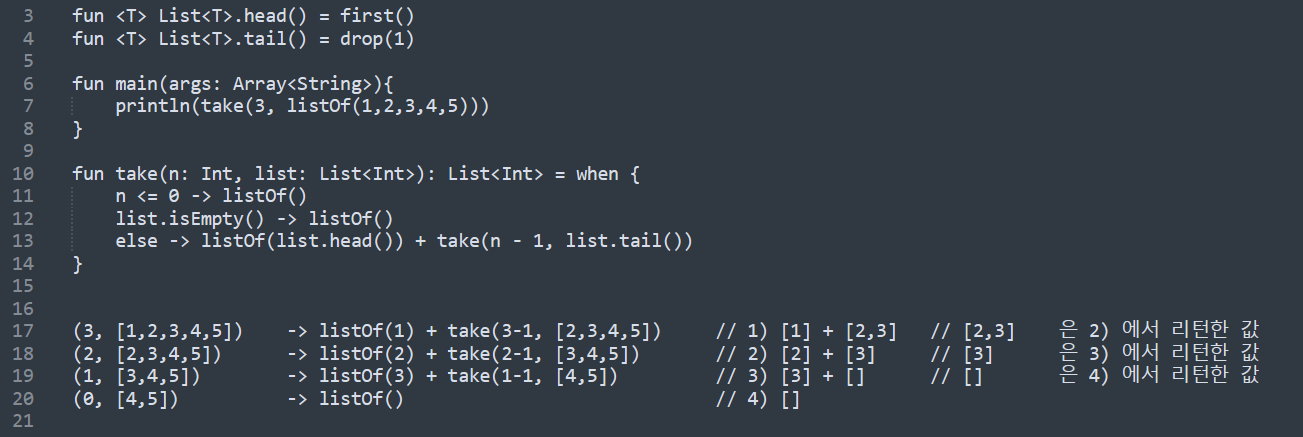 3 fun <T> List<T>.head() = first()
4 fun <T> List<T>.tail() = drop(1)
5
6 fun main(args: Array<String>){
7     println(take(3, listOf(1,2,3,4,5)))
8 }
9
10 fun take(n: Int, list: List<Int>): List<Int> = when {
11     n <= 0 -> listOf()
12     list.isEmpty() -> listOf()
13     else -> listOf(list.head()) + take(n - 1, list.tail())
14 }
15
16
17 (3, [1,2,3,4,5])    -> listOf(1) + take(3-1, [2,3,4,5])     // 1) [1] + [2,3]   // [2,3]    은 2) 에서 리턴한 값
18 (2, [2,3,4,5])      -> listOf(2) + take(2-1, [3,4,5])       // 2) [2] + [3]     // [3]      은 3) 에서 리턴한 값
19 (1, [3,4,5])        -> listOf(3) + take(1-1, [4,5])         // 3) [3] + []      // []       은 4) 에서 리턴한 값
20 (0, [4,5])          -> listOf()                             // 4) []
21